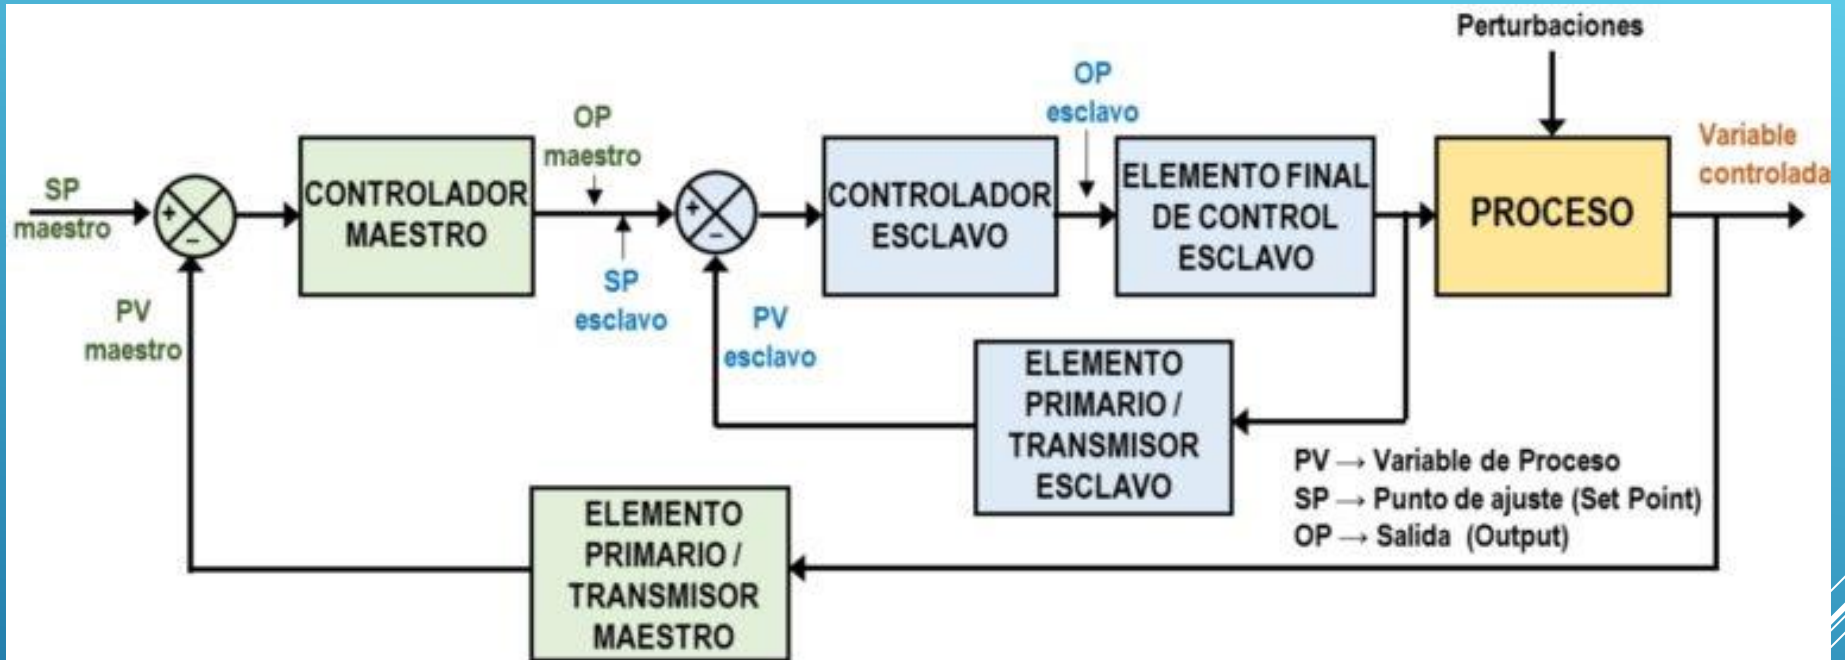 Perturbaciones
SP
maestro
+
−
CONTROLADOR
MAESTRO
OP
maestro
SP
esclavo
+
−
CONTROLADOR
ESCLAVO
OP
esclavo
ELEMENTO FINAL
DE CONTROL
ESCLAVO
PROCESO
Variable
controlada
PV
maestro
PV
esclavo
ELEMENTO
PRIMARIO /
TRANSMISOR
ESCLAVO
ELEMENTO
PRIMARIO /
TRANSMISOR
MAESTRO
PV → Variable de Proceso
SP → Punto de ajuste (Set Point)
OP → Salida (Output)